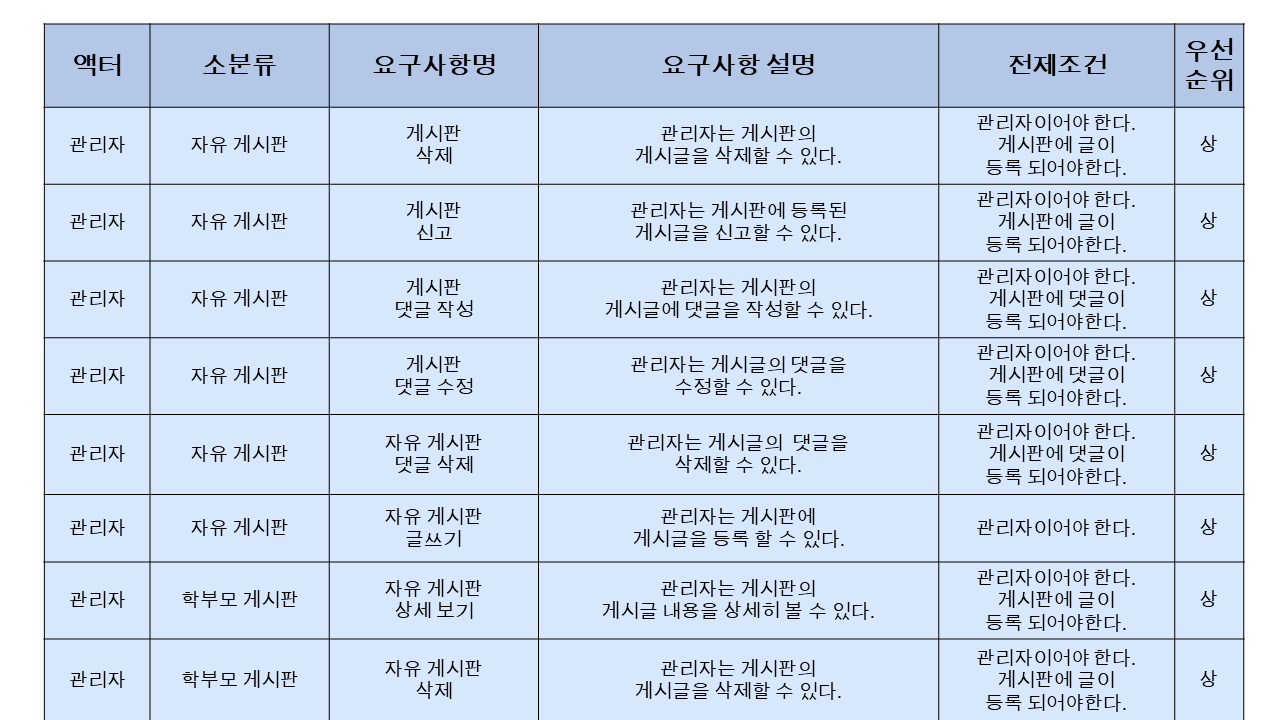 액터 소분류 요구사항명 요구사항 설명 전제조건 우선
순위
관리자 자유 게시판 게시판
삭제 관리자는 게시판의
게시글을 삭제할 수 있다. 관리자이어야 한다.
게시판에 글이
등록 되어야한다. 상
관리자 자유 게시판 게시판
신고 관리자는 게시판에 등록된
게시글을 신고할 수 있다. 관리자이어야 한다.
게시판에 글이
등록 되어야한다. 상
관리자 자유 게시판 게시판
댓글 작성 관리자는 게시판의
게시글에 댓글을 작성할 수 있다. 관리자이어야 한다.
게시판에 댓글이
등록 되어야한다. 상
관리자 자유 게시판 게시판
댓글 수정 관리자는 게시글의 댓글을
수정할 수 있다. 관리자이어야 한다.
게시판에 댓글이
등록 되어야한다. 상
관리자 자유 게시판 자유 게시판
댓글 삭제 관리자는 게시글의  댓글을
삭제할 수 있다. 관리자이어야 한다.
게시판에 댓글이
등록 되어야한다. 상
관리자 자유 게시판 자유 게시판
글쓰기 관리자는 게시판에
게시글을 등록 할 수 있다. 관리자이어야 한다. 상
관리자 학부모 게시판 자유 게시판
상세 보기 관리자는 게시판의
게시글 내용을 상세히 볼 수 있다. 관리자이어야 한다.
게시판에 글이
등록 되어야한다. 상
관리자 학부모 게시판 자유 게시판
삭제 관리자는 게시판의
게시글을 삭제할 수 있다. 관리자이어야 한다.
게시판에 글이
등록 되어야한다. 상